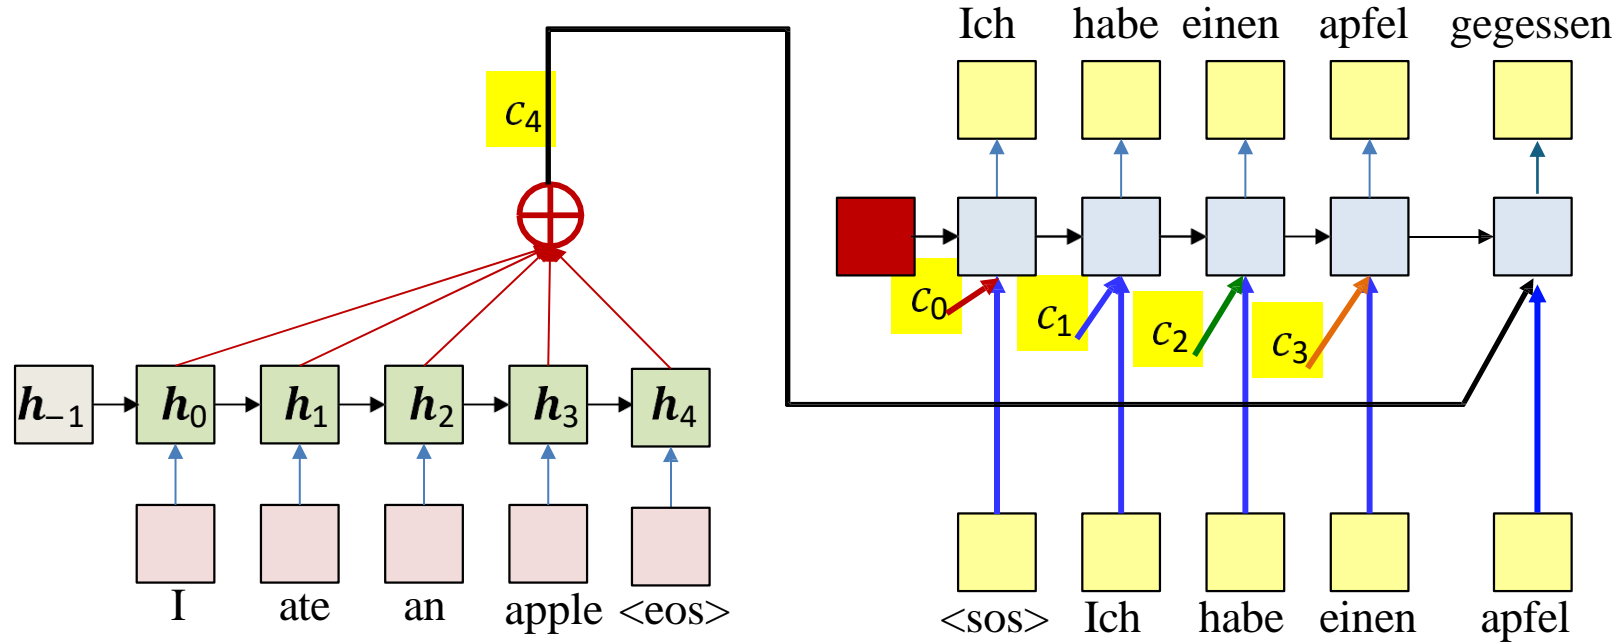 Ich habe einen apfel gegessen
c₄
c₀ c₁ c₂ c₃
h₋₁ h₀ h₁ h₂ h₃ h₄
I ate an apple <eos>
<sos> Ich habe einen apfel